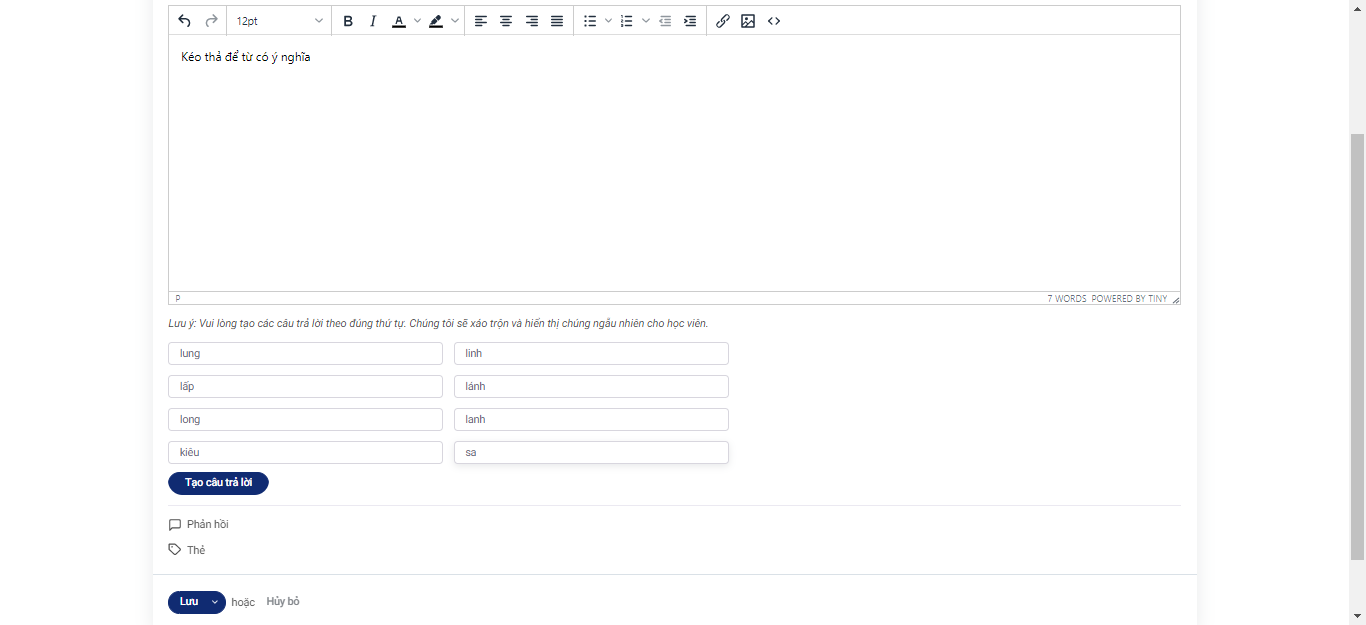 12pt
Kéo thả để từ có ý nghĩa
P
7 WORDS POWERED BY TINY
Lưu ý: Vui lòng tạo các câu trả lời theo đúng thứ tự. Chúng tôi sẽ xáo trộn và hiển thị chúng ngẫu nhiên cho học viên.
lung linh
lấp lánh
long lanh
kiêu sa
Tạo câu trả lời
Phản hồi
Thẻ
Lưu hoặc Hủy bỏ